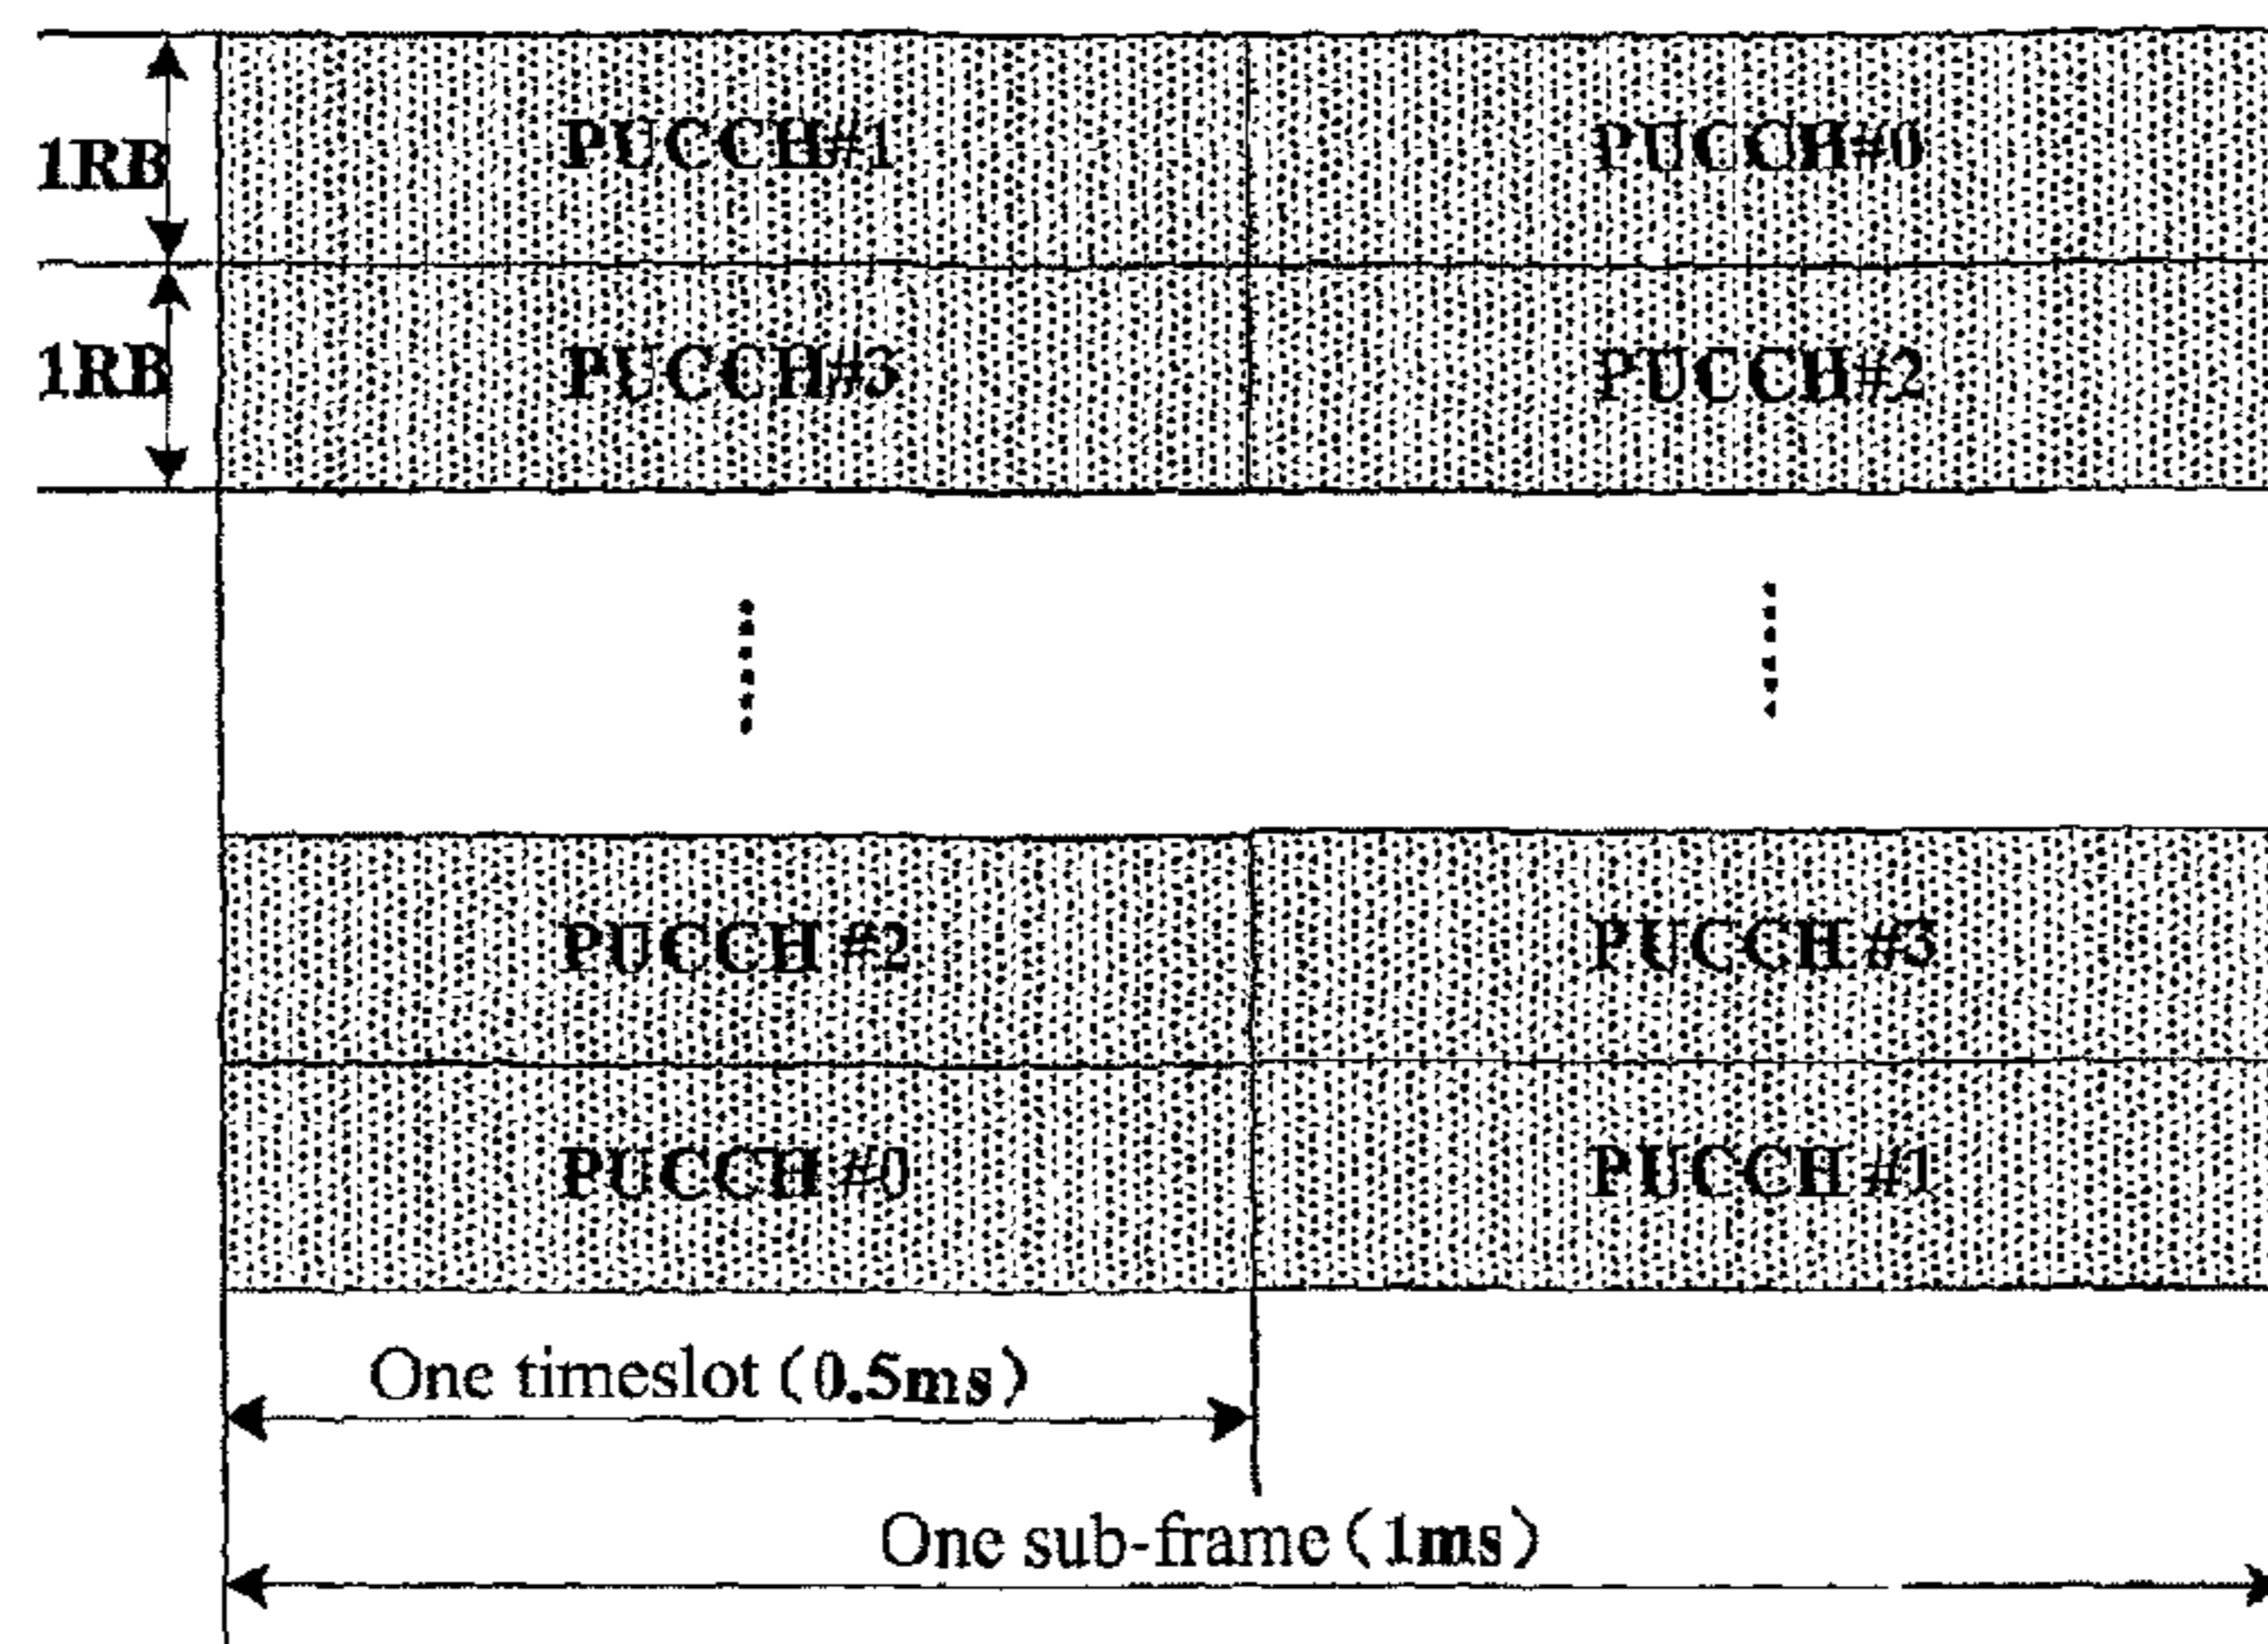 PUCCH#1 PUCCH#0
1RB
PUCCH#3 PUCCH#2
1RB
PUCCH #2 PUCCH #3
PUCCH #0 PUCCH #1
One timeslot (0.5ms)
One sub-frame (1ms)